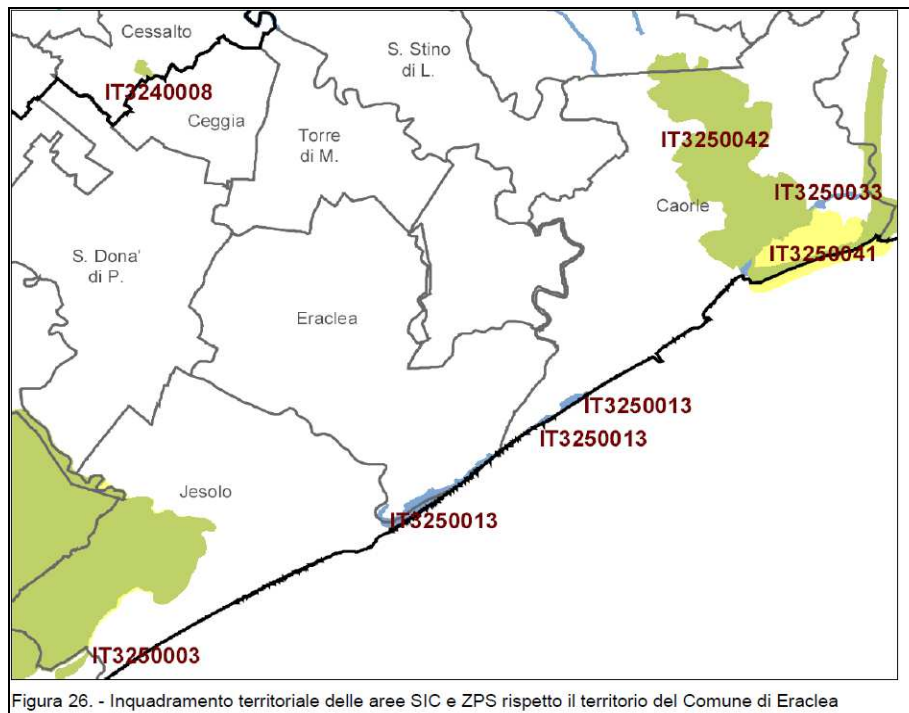 Cessalto
S. Stino
di L.
IT3240008
Ceggia
Torre
di M.
IT3250042
IT3250033
Caorle
S. Dona'
di P.
IT3250041
Eraclea
IT3250013
IT3250013
Jesolo
IT3250013
IT3250003
Figura 26. - Inquadramento territoriale delle aree SIC e ZPS rispetto il territorio del Comune di Eraclea